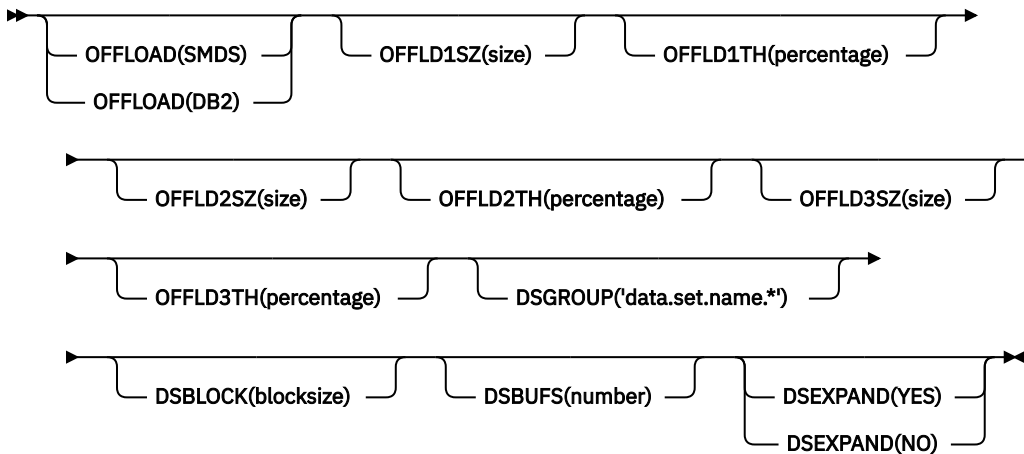 OFFLOAD(SMDS)
OFFLOAD(DB2)
OFFLD1SZ(size)
OFFLD1TH(percentage)
OFFLD2SZ(size)
OFFLD2TH(percentage)
OFFLD3SZ(size)
OFFLD3TH(percentage)
DSGROUP('data.set.name.*')
DSBLOCK(blocksize)
DSBUFS(number)
DSEXPAND(YES)
DSEXPAND(NO)